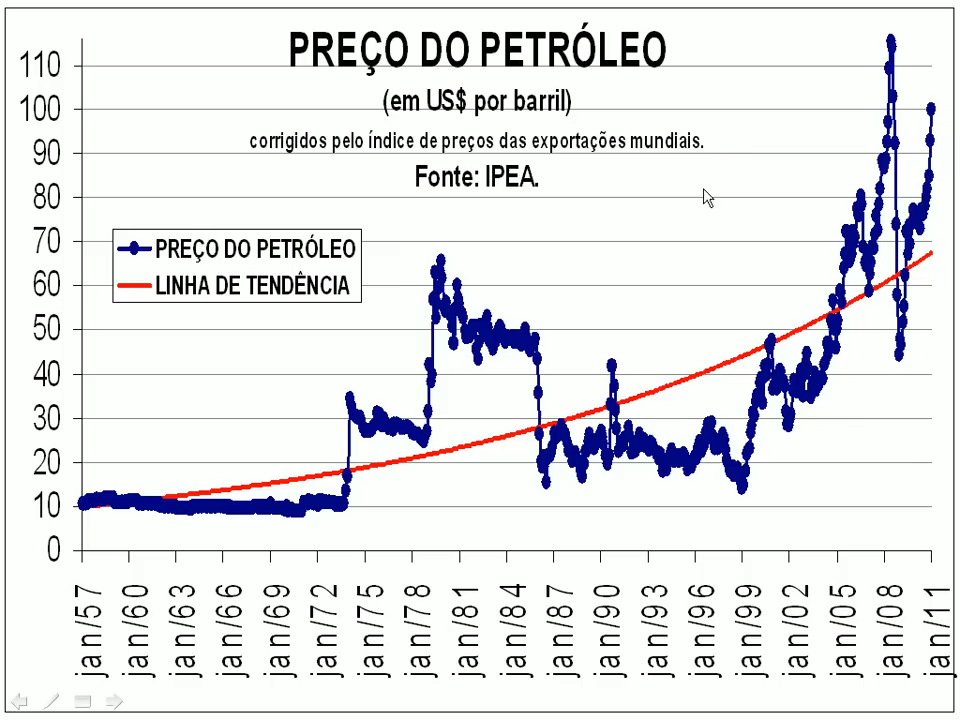 PREÇO DO PETRÓLEO
(em US$ por barril)
corrigidos pelo índice de preços das exportações mundiais.
Fonte: IPEA.
PREÇO DO PETRÓLEO
LINHA DE TENDÊNCIA
110
100
90
80
70
60
50
40
30
20
10
0
jan/57
jan/60
jan/63
jan/66
jan/69
jan/72
jan/75
jan/78
jan/81
jan/84
jan/87
jan/90
jan/93
jan/96
jan/99
jan/02
jan/05
jan/08
jan/11